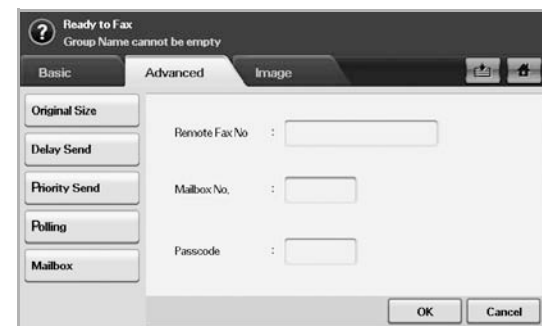 ?
Ready to Fax
Group Name cannot be empty
Basic
Advanced
Image
Original Size
Delay Send
Priority Send
Polling
Mailbox
Remote Fax No :
Mailbox No. :
Passcode :
OK
Cancel